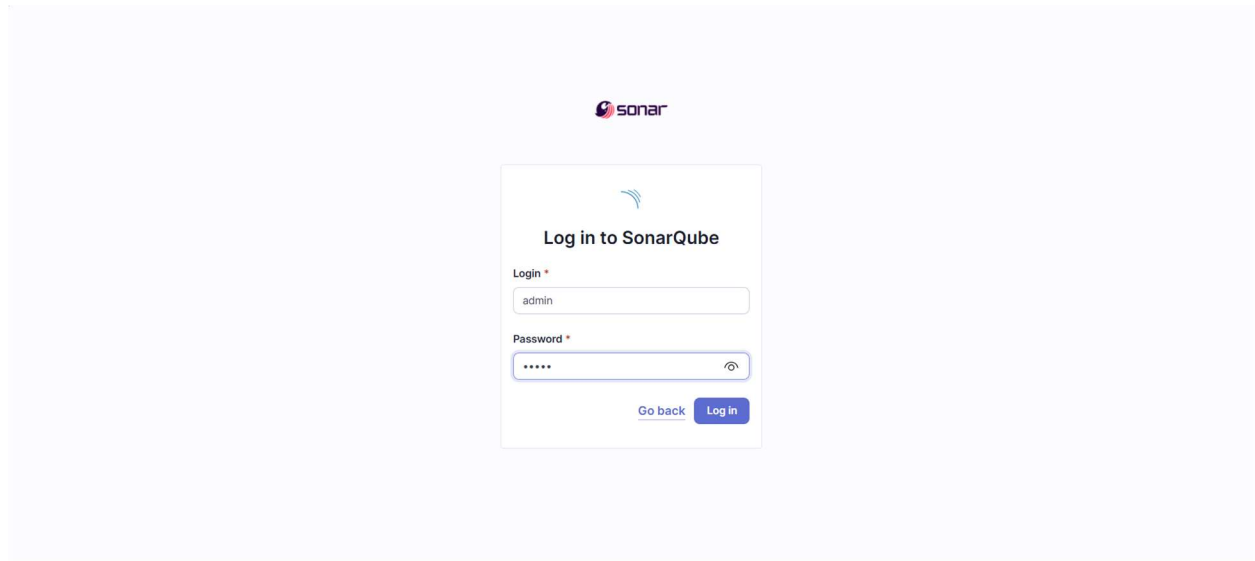 sonar
Log in to SonarQube
Login *
admin
Password *
•••••
Go back Log in